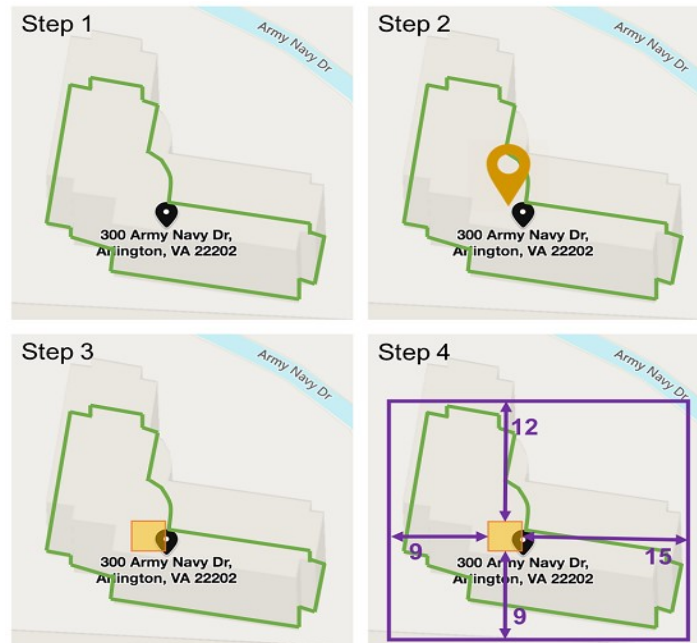 Step 1
Army Navy Dr
300 Army Navy Dr,
Arlington, VA 22202
Step 2
Army Navy Dr
300 Army Navy Dr,
Arlington, VA 22202
Step 3
Army Navy Dr
300 Army Navy Dr,
Arlington, VA 22202
Step 4
Army Navy Dr
12
300 Army Navy Dr,
Arlington, VA 22202
9
15
9